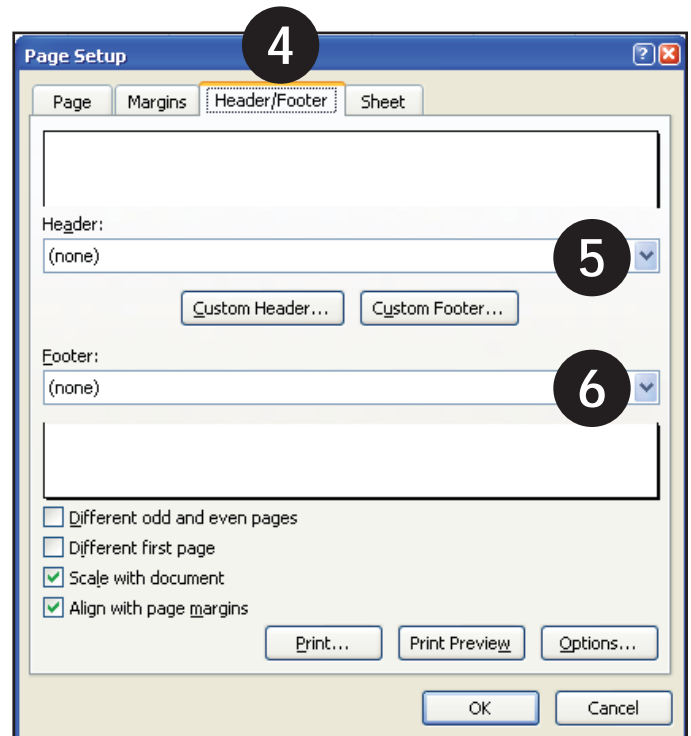 4
Page Setup
Page Margins Header/Footer Sheet
Header:
(none)
5
Custom Header... Custom Footer...
Footer:
(none)
6
Different odd and even pages
Different first page
Scale with document
Align with page margins
Print... Print Preview Options...
OK Cancel